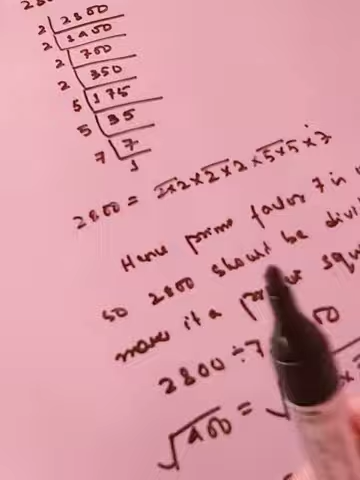 2 2800
2 1400
2 700
2 350
5 175
5 35
7 7
1
2800 = 2×2×2×2×5×5×7
Here prime factor 7 in
so 2800 should be divi
make it a perfect squ
2800 ÷ 7
√400 = √